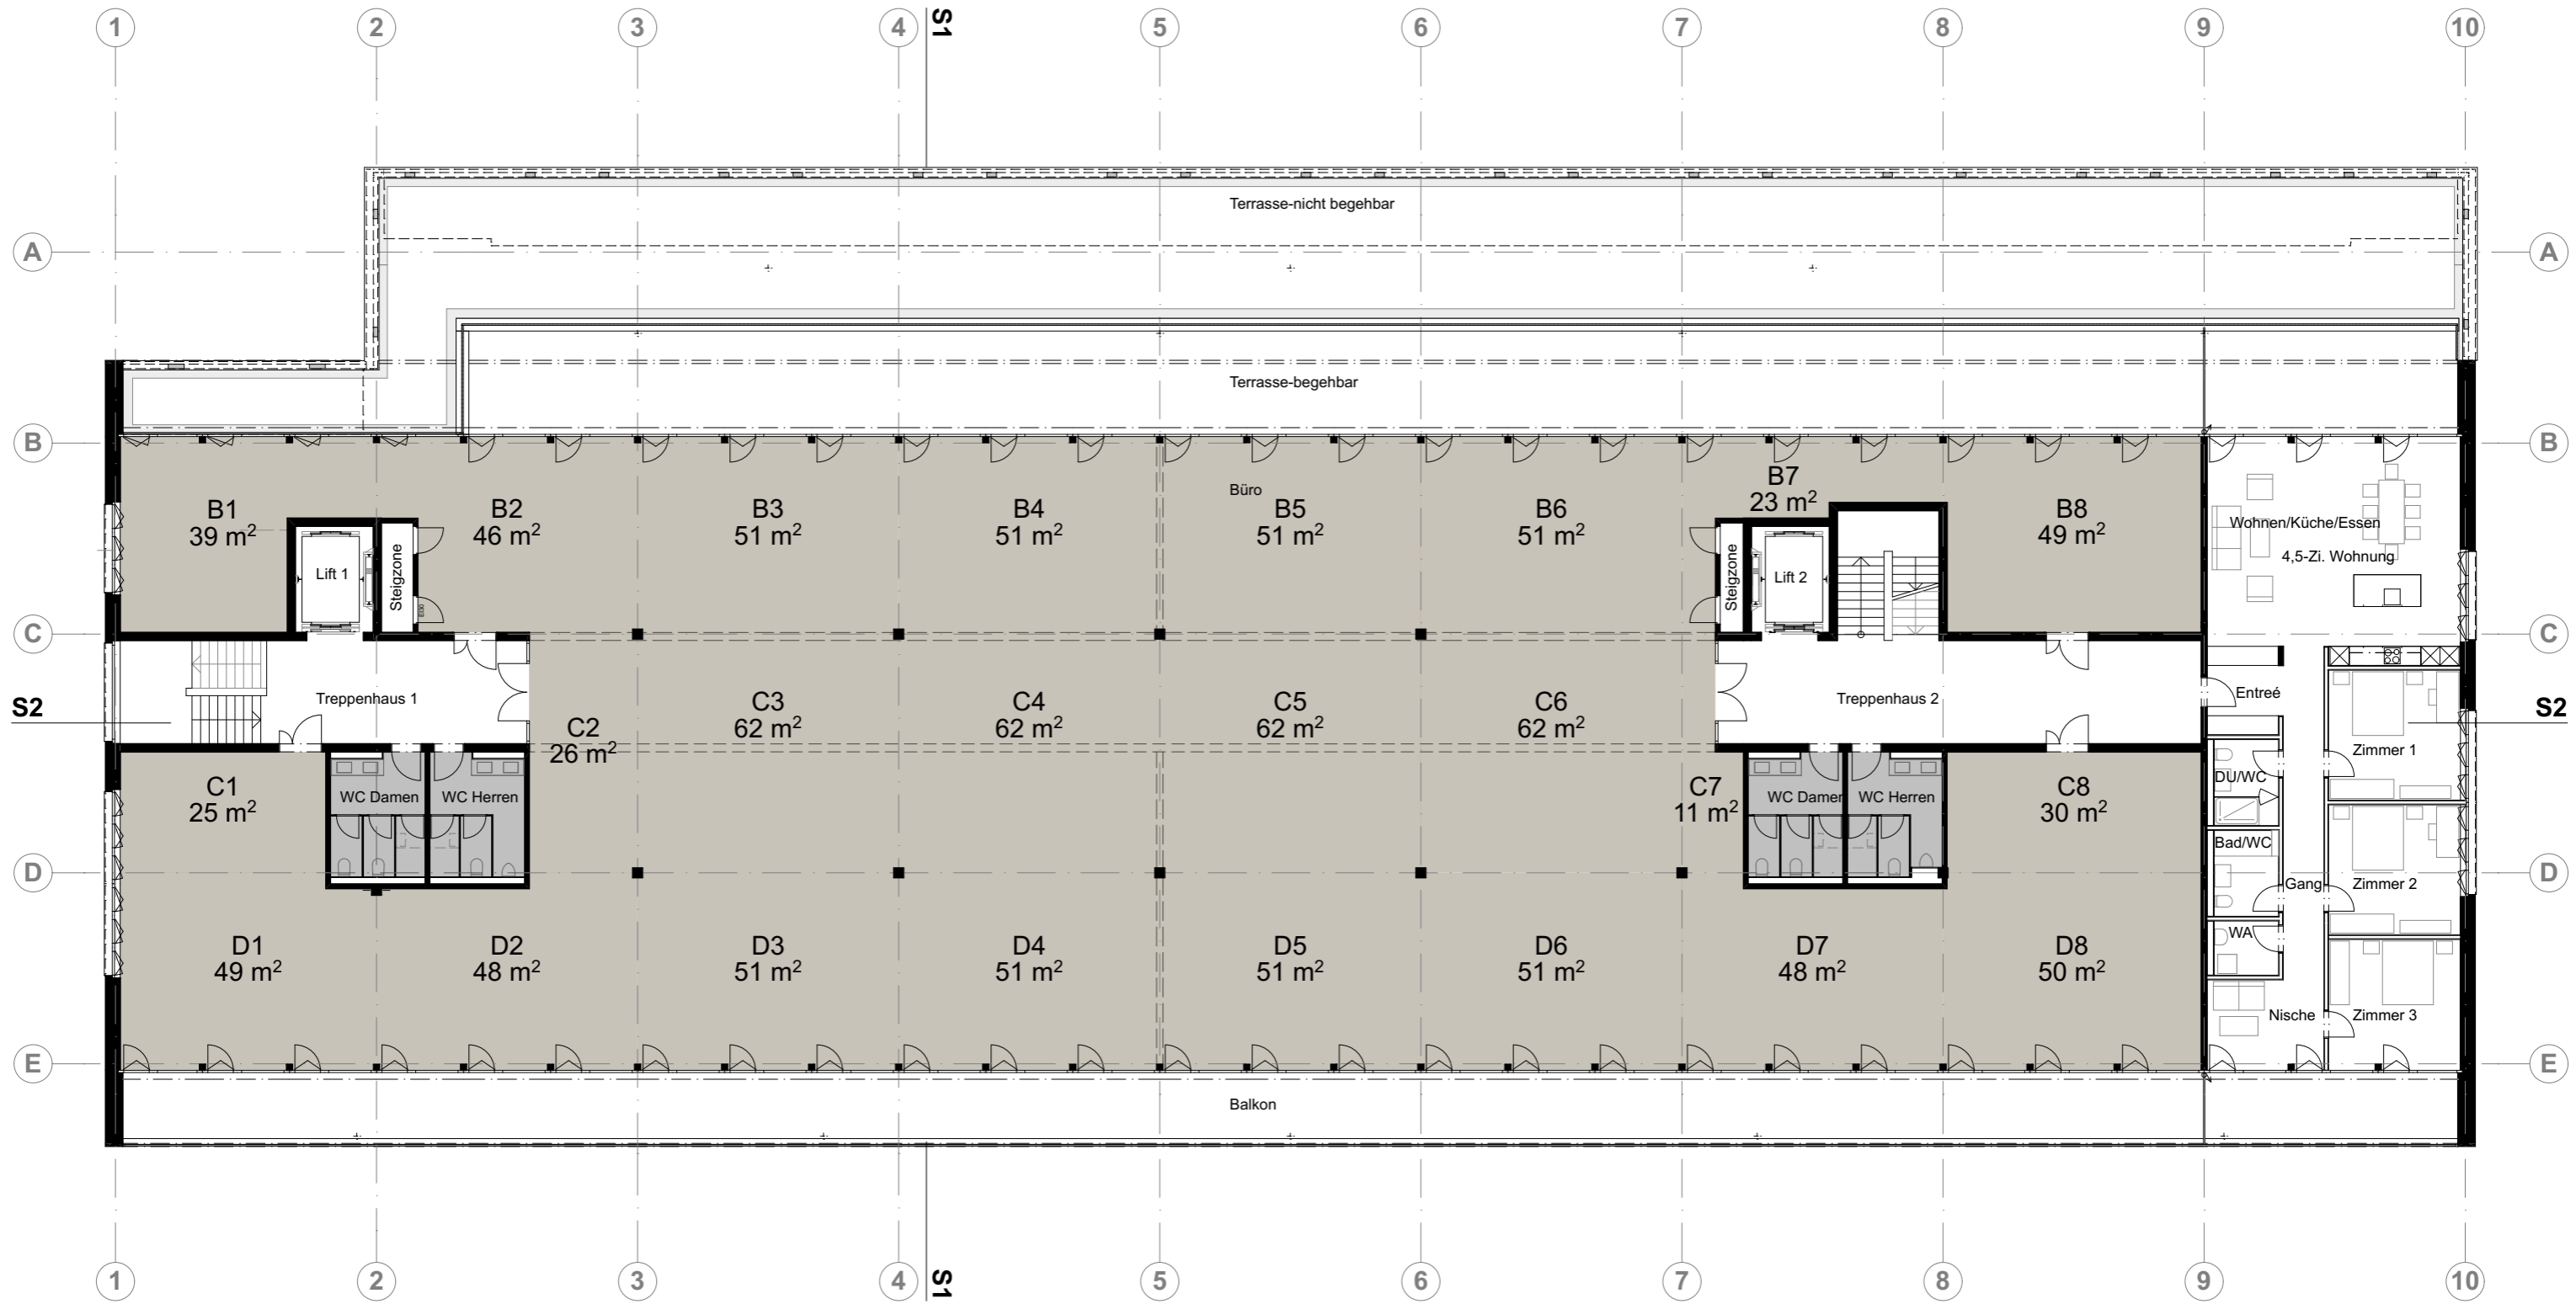 1 2 3 4 5 6 7 8 9 10
S1
Terrasse-nicht begehbar
A A
Terrasse-begehbar
B B
B1
39 m²
B2
46 m²
B3
51 m²
B4
51 m²
Büro
B5
51 m²
B6
51 m²
B7
23 m²
B8
49 m²
Wohnen/Küche/Essen
4,5-Zi. Wohnung
Lift 1
Steigzone
EI30
Steigzone
Lift 2
C C
Treppenhaus 1
C2
26 m²
C3
62 m²
C4
62 m²
C5
62 m²
C6
62 m²
Treppenhaus 2
Entreé
S2 S2
C1
25 m²
WC Damen
WC Herren
C7
11 m²
WC Damen
WC Herren
C8
30 m²
DU/WC
Zimmer 1
Bad/WC
D D
Gang
Zimmer 2
WA
D1
49 m²
D2
48 m²
D3
51 m²
D4
51 m²
D5
51 m²
D6
51 m²
D7
48 m²
D8
50 m²
Nische
Zimmer 3
E E
Balkon
S1
1 2 3 4 5 6 7 8 9 10